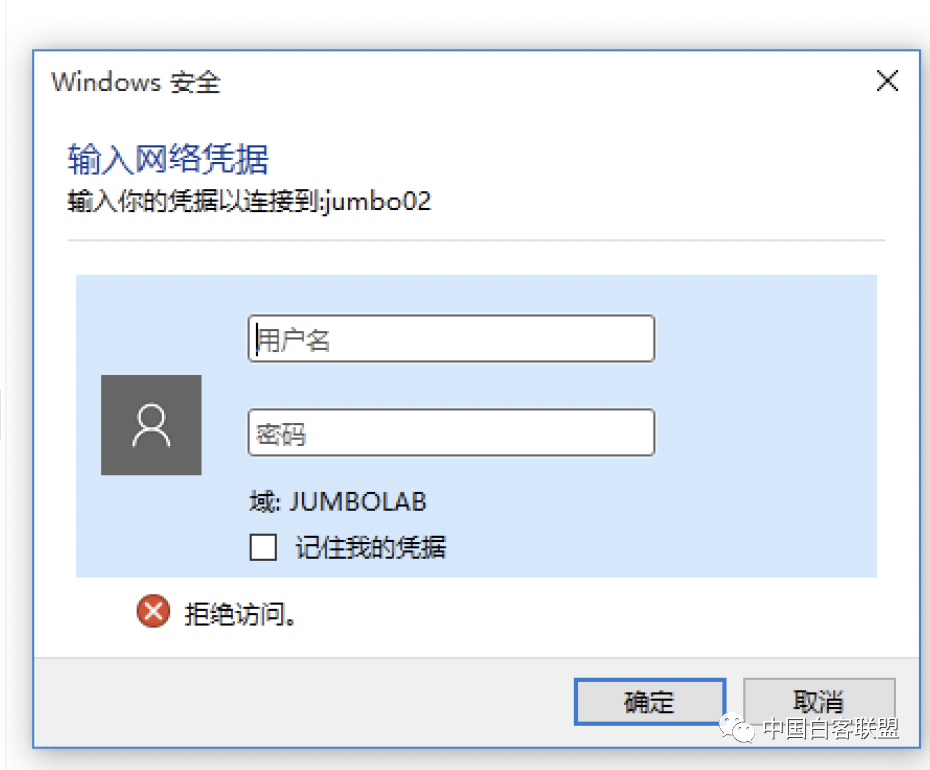 Windows 安全
输入网络凭据
输入你的凭据以连接到:jumbo02
用户名
密码
域: JUMBOLAB
记住我的凭据
拒绝访问。
确定
取消
中国白客联盟